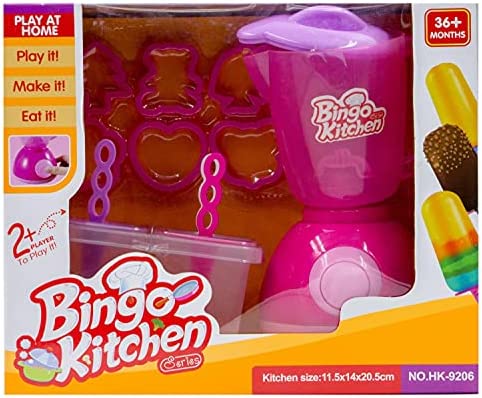 PLAY AT
HOME
Play it!
Make it!
Eat it!
2+
PLAYER
To Play It!
36+
MONTHS
Bingo
Kitchen
Bingo
Kitchen
Series
Kitchen size:11.5x14x20.5cm
NO.HK-9206